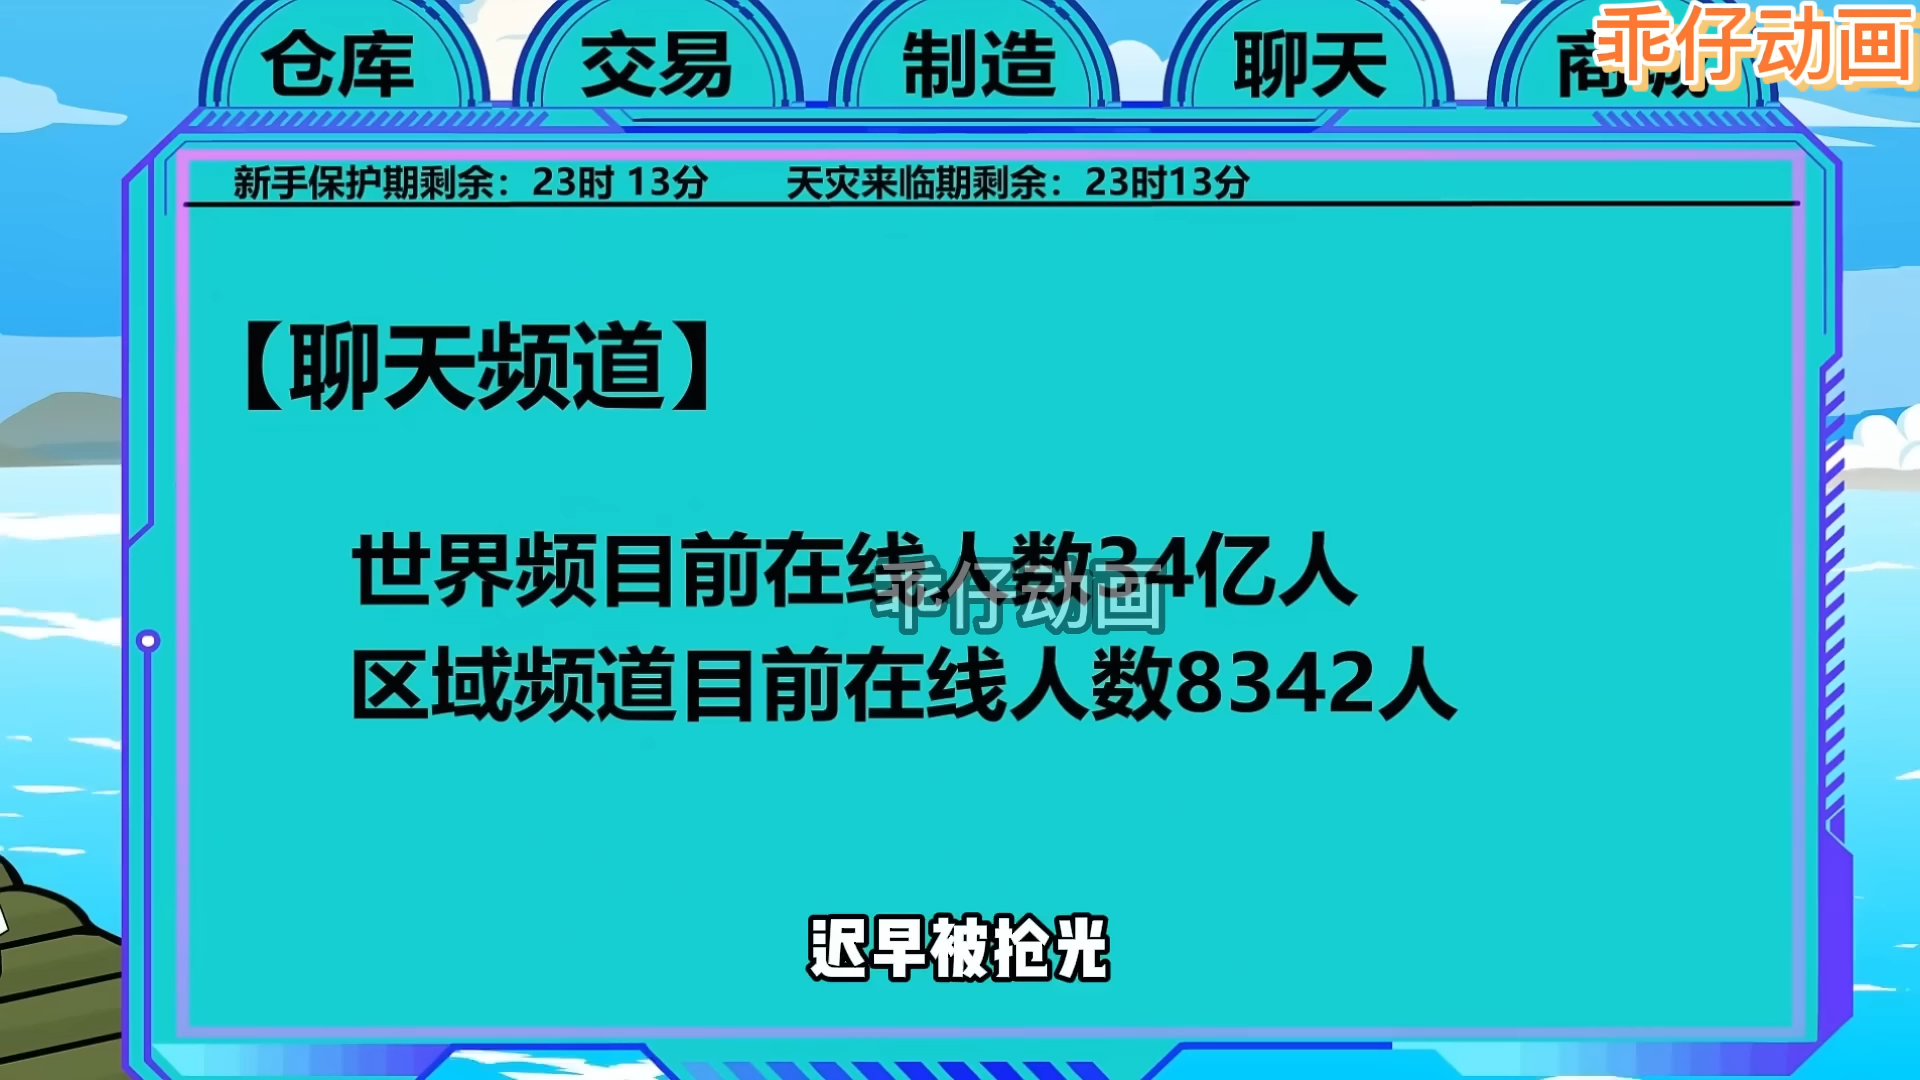 仓库 交易 制造 聊天 商城
乖仔动画
新手保护期剩余：23时 13分 天灾来临期剩余：23时13分
【聊天频道】
世界频目前在线人数34亿人
乖仔动画
区域频道目前在线人数8342人
迟早被抢光